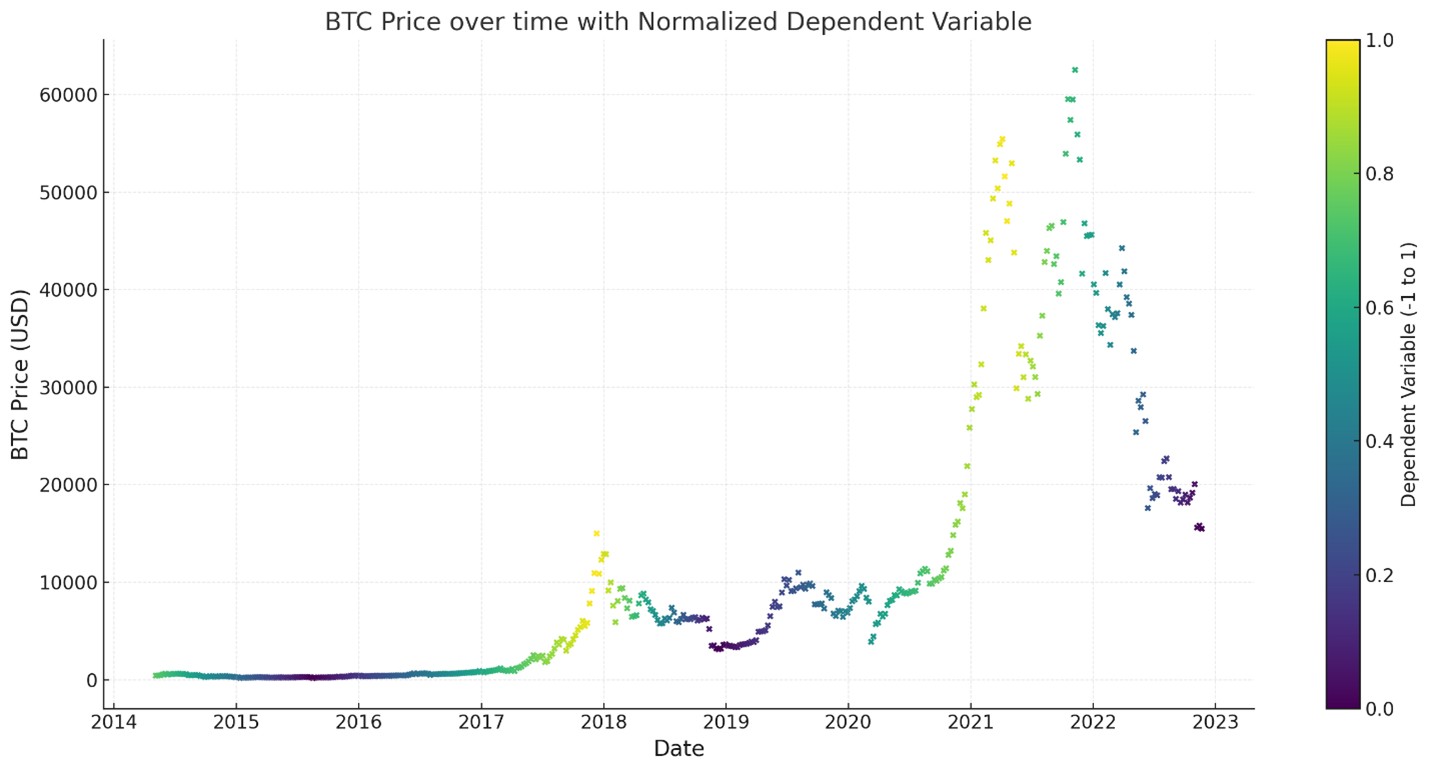 BTC Price over time with Normalized Dependent Variable
BTC Price (USD)
60000
50000
40000
30000
20000
10000
0
2014 2015 2016 2017 2018 2019 2020 2021 2022 2023
Date
1.0
0.8
0.6
0.4
0.2
0.0
Dependent Variable (-1 to 1)